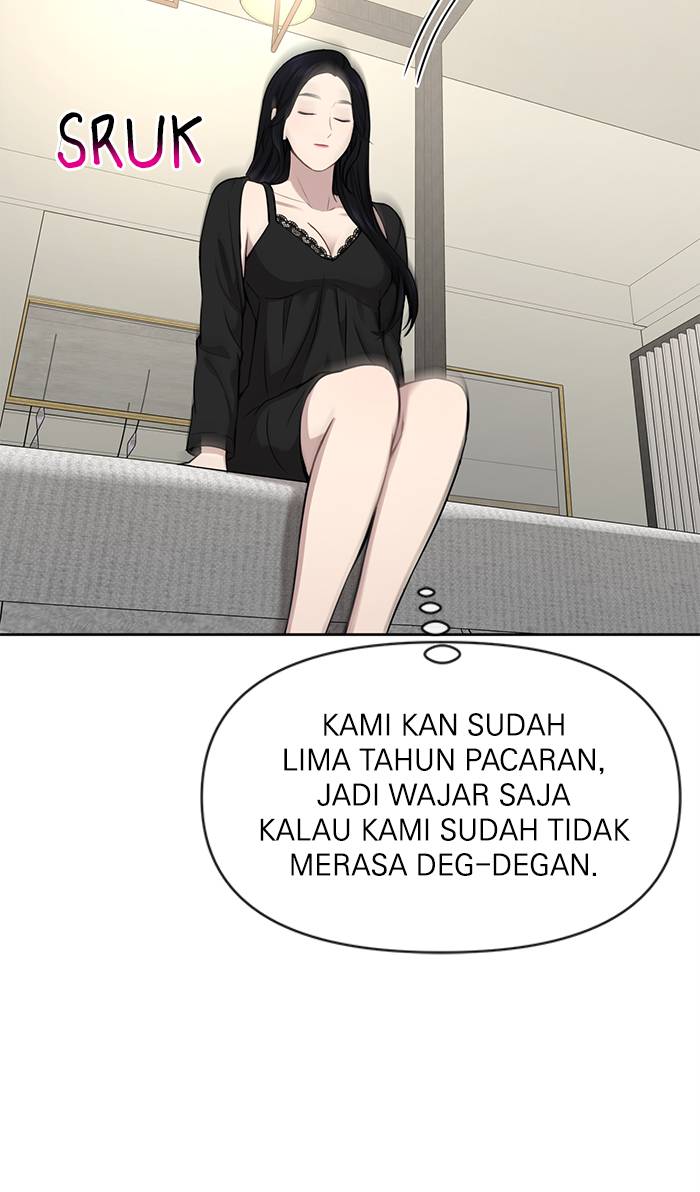 SRUK
KAMI KAN SUDAH
LIMA TAHUN PACARAN,
JADI WAJAR SAJA
KALAU KAMI SUDAH TIDAK
MERASA DEG-DEGAN.